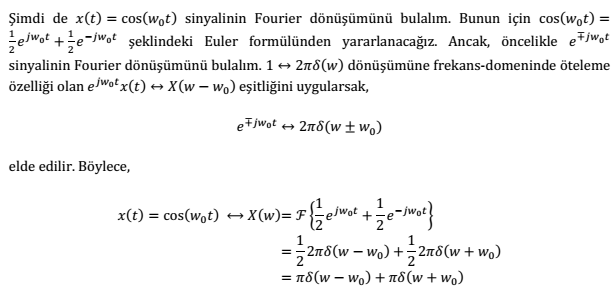 Şimdi de x(t) = cos(w₀t) sinyalinin Fourier dönüşümünü bulalım. Bunun için cos(w₀t) =
½e^{jw₀t} + ½e^{−jw₀t} şeklindeki Euler formülünden yararlanacağız. Ancak, öncelikle e^{∓jw₀t}
sinyalinin Fourier dönüşümünü bulalım. 1 ↔ 2πδ(w) dönüşümüne frekans-domeninde öteleme
özelliği olan e^{jw₀t}x(t) ↔ X(w − w₀) eşitliğini uygularsak,
e^{∓jw₀t} ↔ 2πδ(w ± w₀)
elde edilir. Böylece,
x(t) = cos(w₀t) ↔ X(w)= ℱ{½e^{jw₀t} + ½e^{−jw₀t}}
= ½2πδ(w − w₀) + ½2πδ(w + w₀)
= πδ(w − w₀) + πδ(w + w₀)